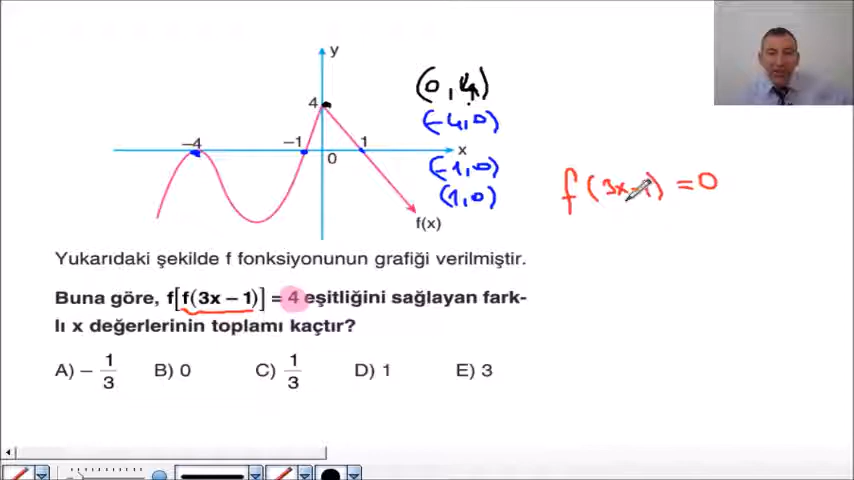 y
4
(0, 4)
(-4, 0)
-4
-1
1
x
0
(-1, 0)
(1, 0)
f(3x-1) = 0
f(x)
Yukarıdaki şekilde f fonksiyonunun grafiği verilmiştir.
Buna göre, f[f(3x – 1)] = 4 eşitliğini sağlayan fark-
lı x değerlerinin toplamı kaçtır?
A) – 1/3 B) 0 C) 1/3 D) 1 E) 3